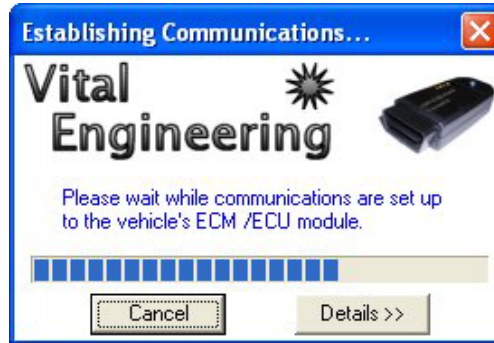 Establishing Communications...
Vital
Engineering
Please wait while communications are set up
to the vehicle's ECM /ECU module.
Cancel
Details >>